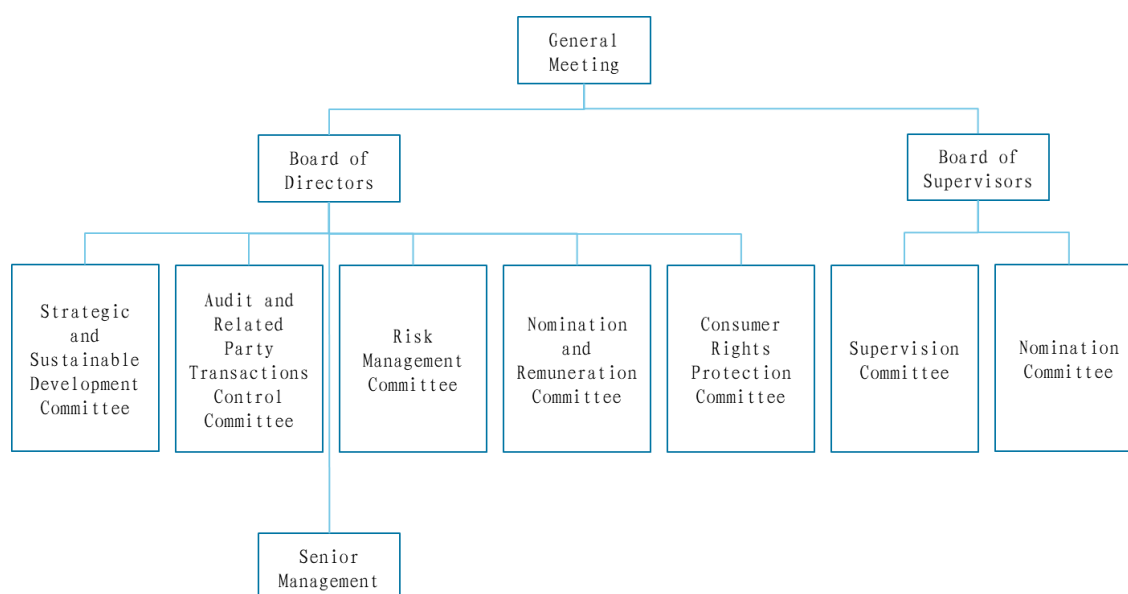 General
Meeting
Board of
Directors
Board of
Supervisors
Strategic
and
Sustainable
Development
Committee
Audit and
Related
Party
Transactions
Control
Committee
Risk
Management
Committee
Nomination
and
Remuneration
Committee
Consumer
Rights
Protection
Committee
Supervision
Committee
Nomination
Committee
Senior
Management